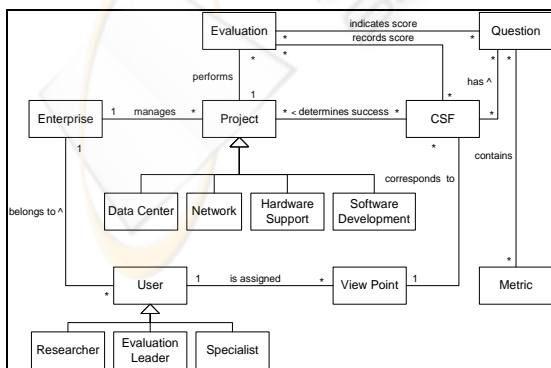 Evaluation
indicates score
Question
*
*
records score
*
*
*
*
*
performs
has ^
1
*
Enterprise
1
manages
*
Project
*
< determines success
*
CSF
1
*
contains
corresponds to
Data Center
Network
Hardware
Support
Software
Development
belongs to ^
*
User
1
is assigned
*
View Point
1
*
Metric
Researcher
Evaluation
Leader
Specialist